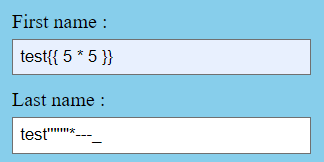 First name :
test{{ 5 * 5 }}
Last name :
test""""*---_